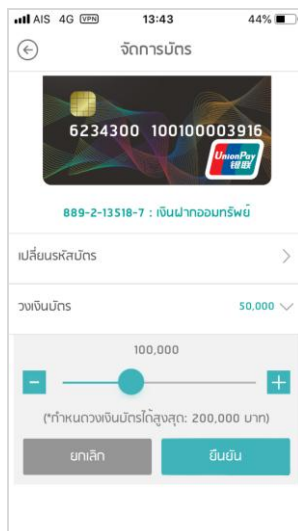 AIS 4G VPN 13:43 44%
จัดการบัตร
6234300 100100003916
UnionPay
银联
889-2-13518-7 : เงินฝากออมทรัพย์
เปลี่ยนรหัสบัตร
วงเงินบัตร 50,000
100,000
(*กำหนดวงเงินบัตรได้สูงสุด: 200,000 บาท)
ยกเลิก ยืนยัน